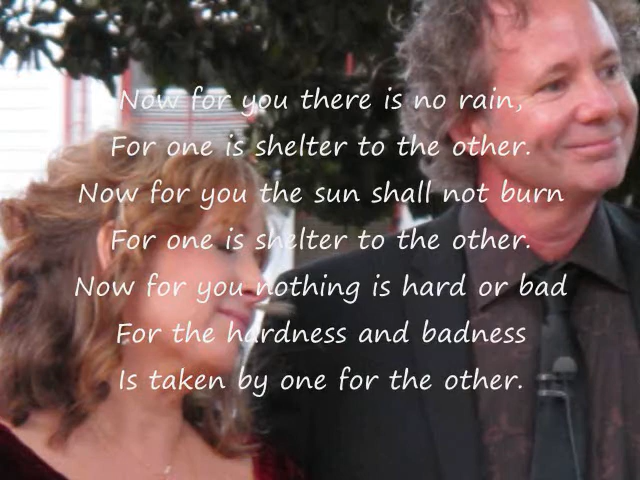 Now for you there is no rain,
For one is shelter to the other.
Now for you the sun shall not burn
For one is shelter to the other.
Now for you nothing is hard or bad
For the hardness and badness
Is taken by one for the other.